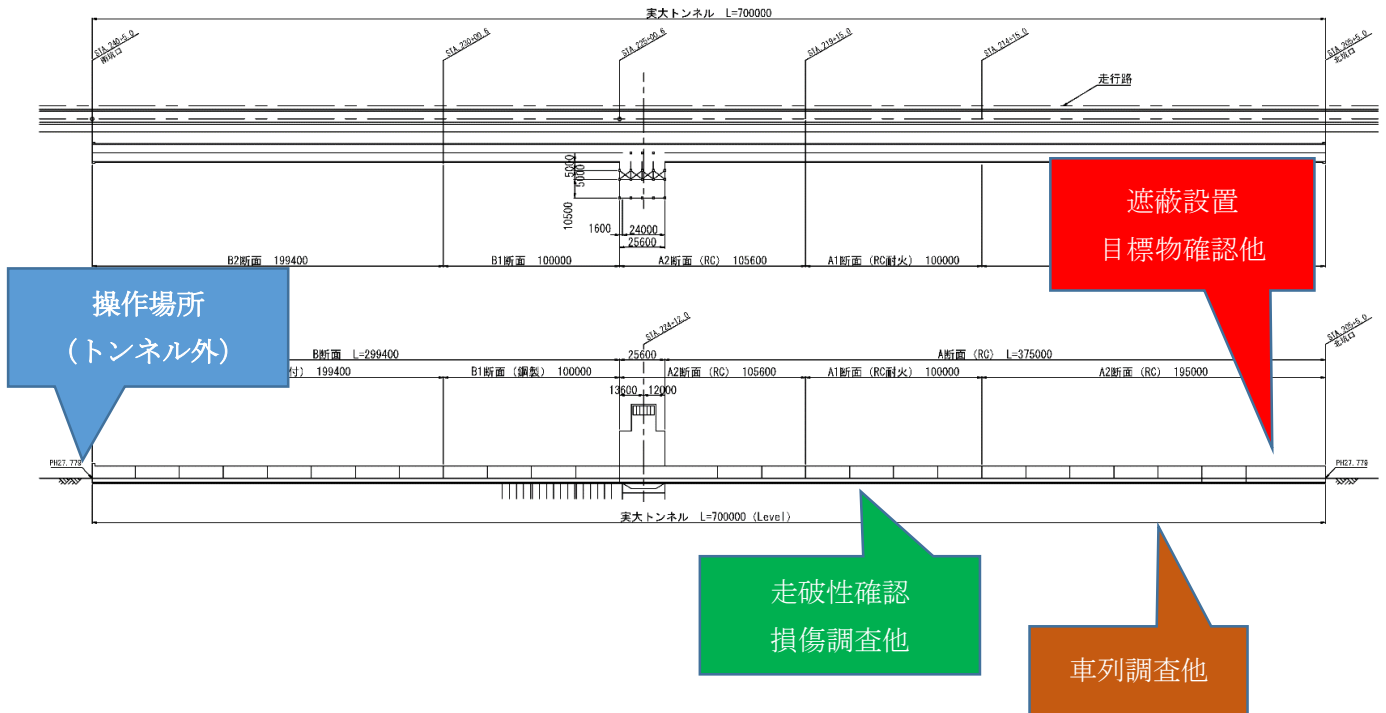 実大トンネル L=700000
STA.240+5.0
南坑口
STA.230+00.6
STA.225+00.6
STA.219+15.0
STA.214+15.0
STA.205+5.0
北坑口
走行路
5000
5000
10500
1600 24000
25600
B2断面 199400
B1断面 100000
A2断面 (RC) 105600
A1断面 (RC耐火) 100000
遮蔽設置
目標物確認他
操作場所
(トンネル外)
STA.224+12.0
STA.205+5.0
北坑口
B断面 L=299400
25600
A断面 (RC) L=375000
付) 199400
B1断面 (鋼製) 100000
A2断面 (RC) 105600
A1断面 (RC耐火) 100000
A2断面 (RC) 195000
13600 12000
PH27.779
PH27.779
実大トンネル L=700000 (Level)
走破性確認
損傷調査他
車列調査他